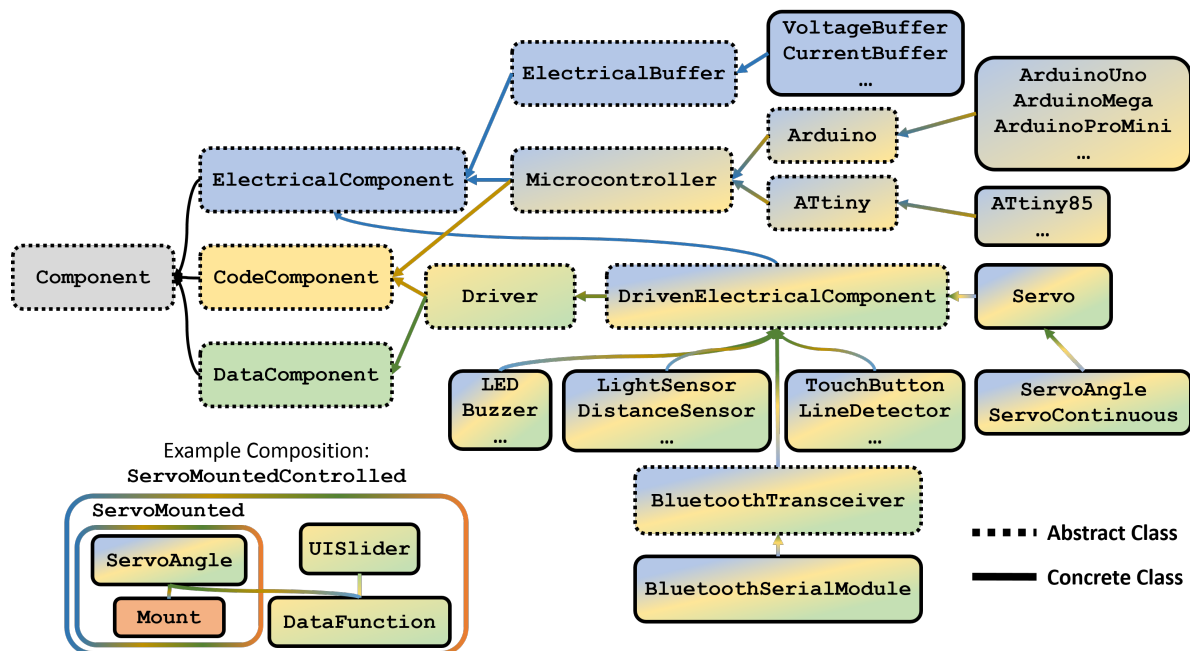 VoltageBuffer
CurrentBuffer
…
ElectricalBuffer
ArduinoUno
ArduinoMega
ArduinoProMini
…
Arduino
ElectricalComponent
Microcontroller
ATtiny
ATtiny85
…
Component
CodeComponent
Driver
DrivenElectricalComponent
Servo
DataComponent
LED
Buzzer
…
LightSensor
DistanceSensor
…
TouchButton
LineDetector
…
ServoAngle
ServoContinuous
Example Composition:
ServoMountedControlled
ServoMounted
ServoAngle
UISlider
Mount
DataFunction
BluetoothTransceiver
BluetoothSerialModule
Abstract Class
Concrete Class